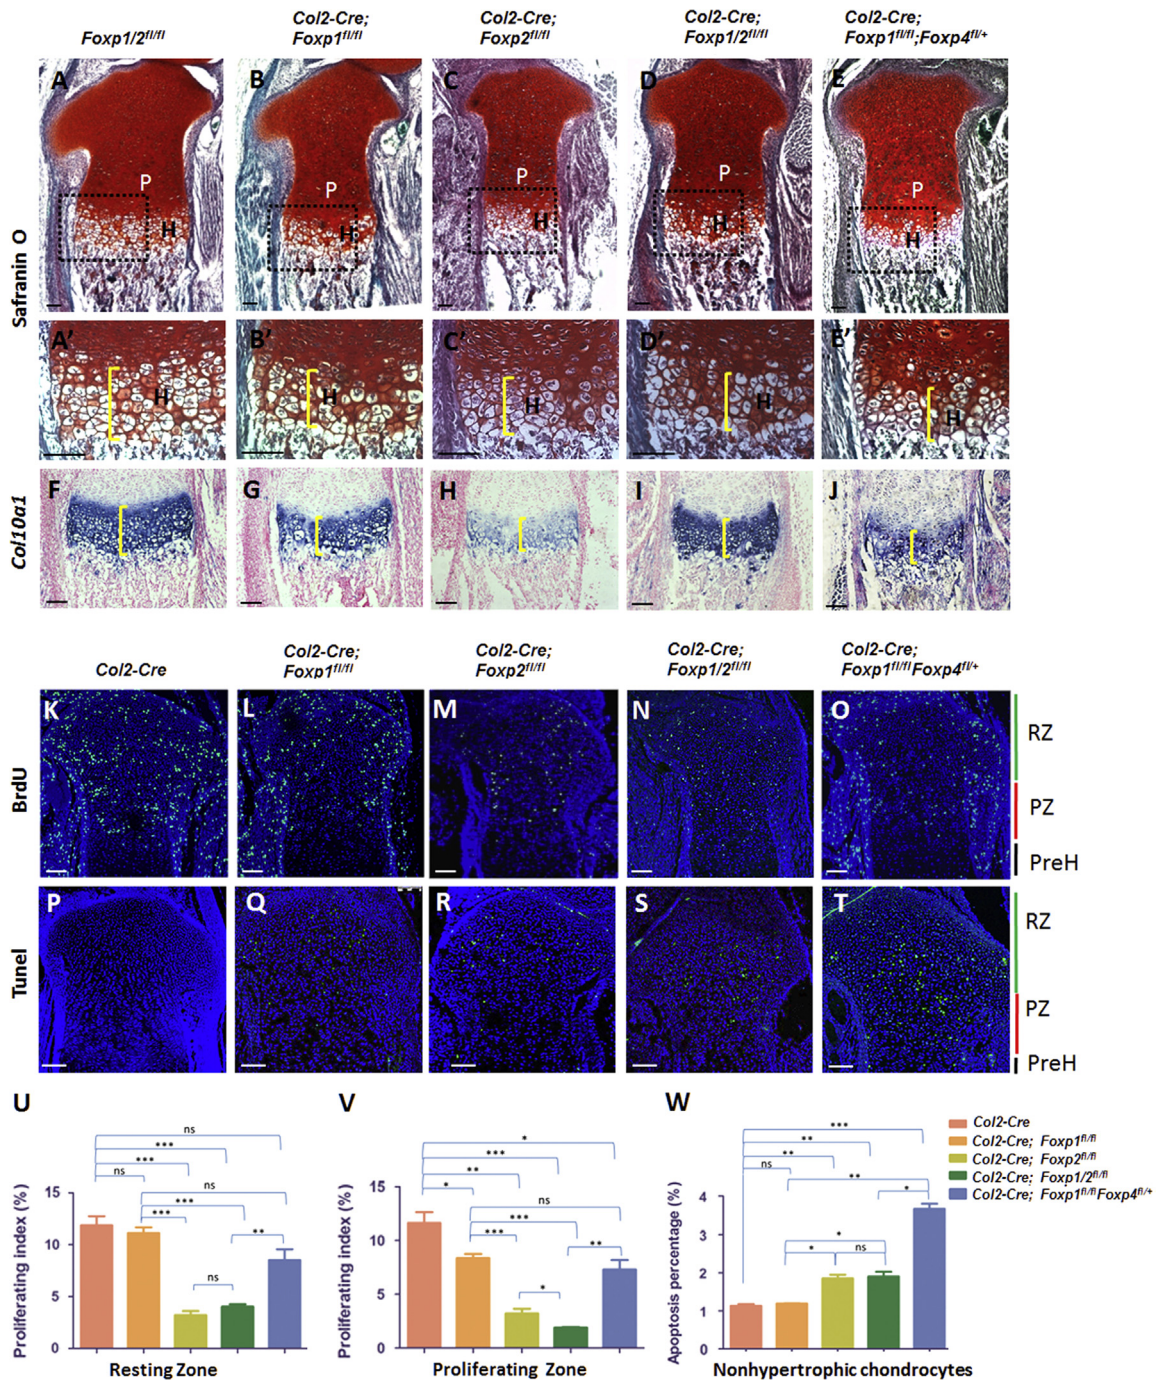 Foxp1/2fl/fl
Col2-Cre;
Foxp1fl/fl
Col2-Cre;
Foxp2fl/fl
Col2-Cre;
Foxp1/2fl/fl
Col2-Cre;
Foxp1fl/fl;Foxp4fl/+
Safranin O
A B C D E
P P P P P
H H H H H
A’ B’ C’ D’ E’
H H H H H
Col10α1
F G H I J
Col2-Cre
Col2-Cre;
Foxp1fl/fl
Col2-Cre;
Foxp2fl/fl
Col2-Cre;
Foxp1/2fl/fl
Col2-Cre;
Foxp1fl/flFoxp4fl/+
BrdU
K L M N O
RZ
PZ
PreH
Tunel
P Q R S T
RZ
PZ
PreH
U
ns
***
***
ns
ns
***
***
**
ns
Proliferating index (%)
15
10
5
0
Resting Zone
V
*
***
**
*
ns
***
***
**
*
Proliferating index (%)
15
10
5
0
Proliferating Zone
W
***
**
**
ns
**
*
*
*
ns
Apoptosis percentage (%)
4
3
2
1
0
Nonhypertrophic chondrocytes
Col2-Cre
Col2-Cre; Foxp1fl/fl
Col2-Cre; Foxp2fl/fl
Col2-Cre; Foxp1/2fl/fl
Col2-Cre; Foxp1fl/flFoxp4fl/+